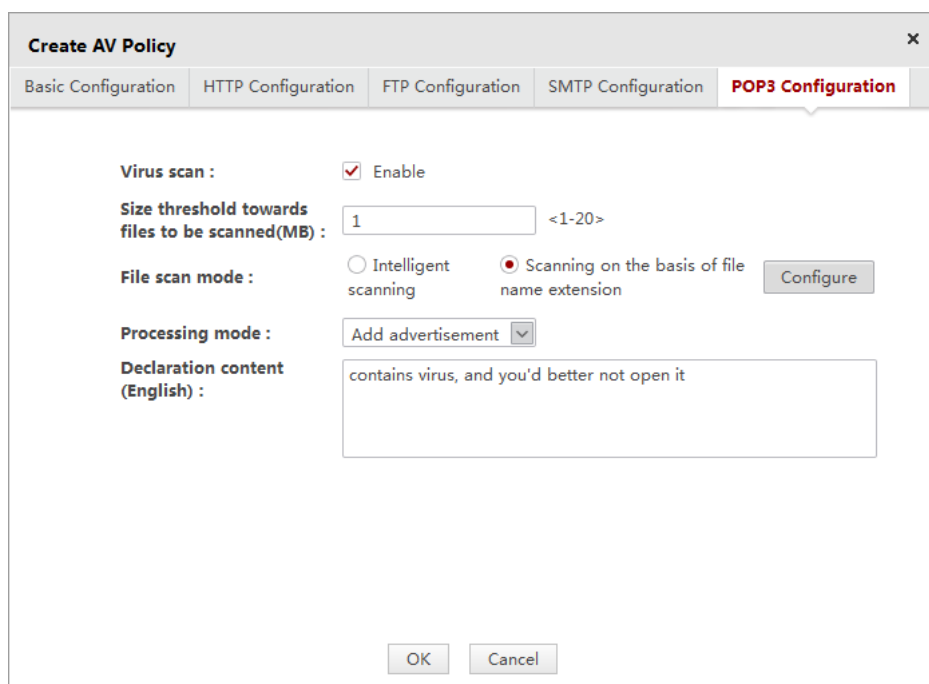 Create AV Policy ×
Basic Configuration HTTP Configuration FTP Configuration SMTP Configuration POP3 Configuration
Virus scan : Enable
Size threshold towards
files to be scanned(MB) : 1 <1-20>
File scan mode : Intelligent scanning Scanning on the basis of file name extension Configure
Processing mode : Add advertisement
Declaration content
(English) :
contains virus, and you'd better not open it
OK Cancel